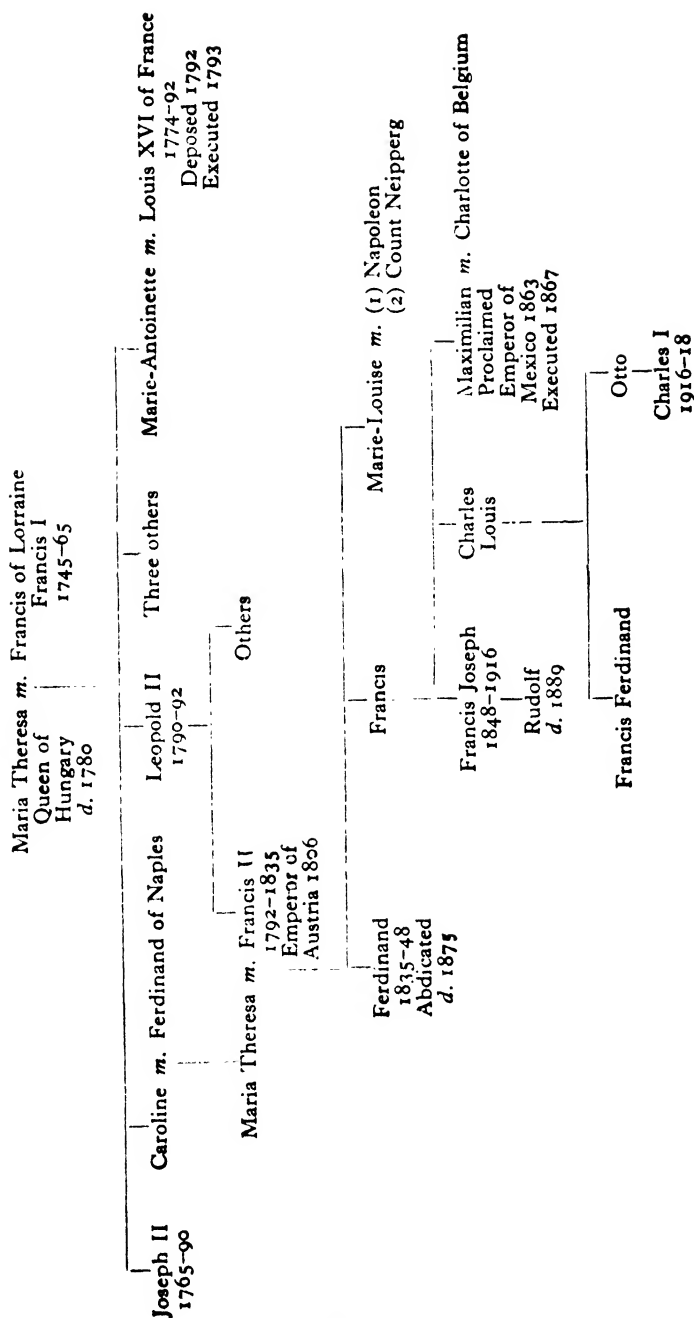 Maria Theresa m. Francis of Lorraine
Queen of Francis I
Hungary 1745–65
d. 1780
Joseph II
1765–90
Caroline m. Ferdinand of Naples
Leopold II
1790–92
Three others
Marie-Antoinette m. Louis XVI of France
1774–92
Deposed 1792
Executed 1793
Maria Theresa m. Francis II
1792–1835
Emperor of
Austria 1806
Others
Ferdinand
1835–48
Abdicated
d. 1875
Francis
Marie-Louise m. (1) Napoleon
(2) Count Neipperg
Francis Joseph
1848–1916
Rudolf
d. 1889
Charles
Louis
Maximilian m. Charlotte of Belgium
Proclaimed
Emperor of
Mexico 1863
Executed 1867
Francis Ferdinand
Otto
Charles I
1916–18